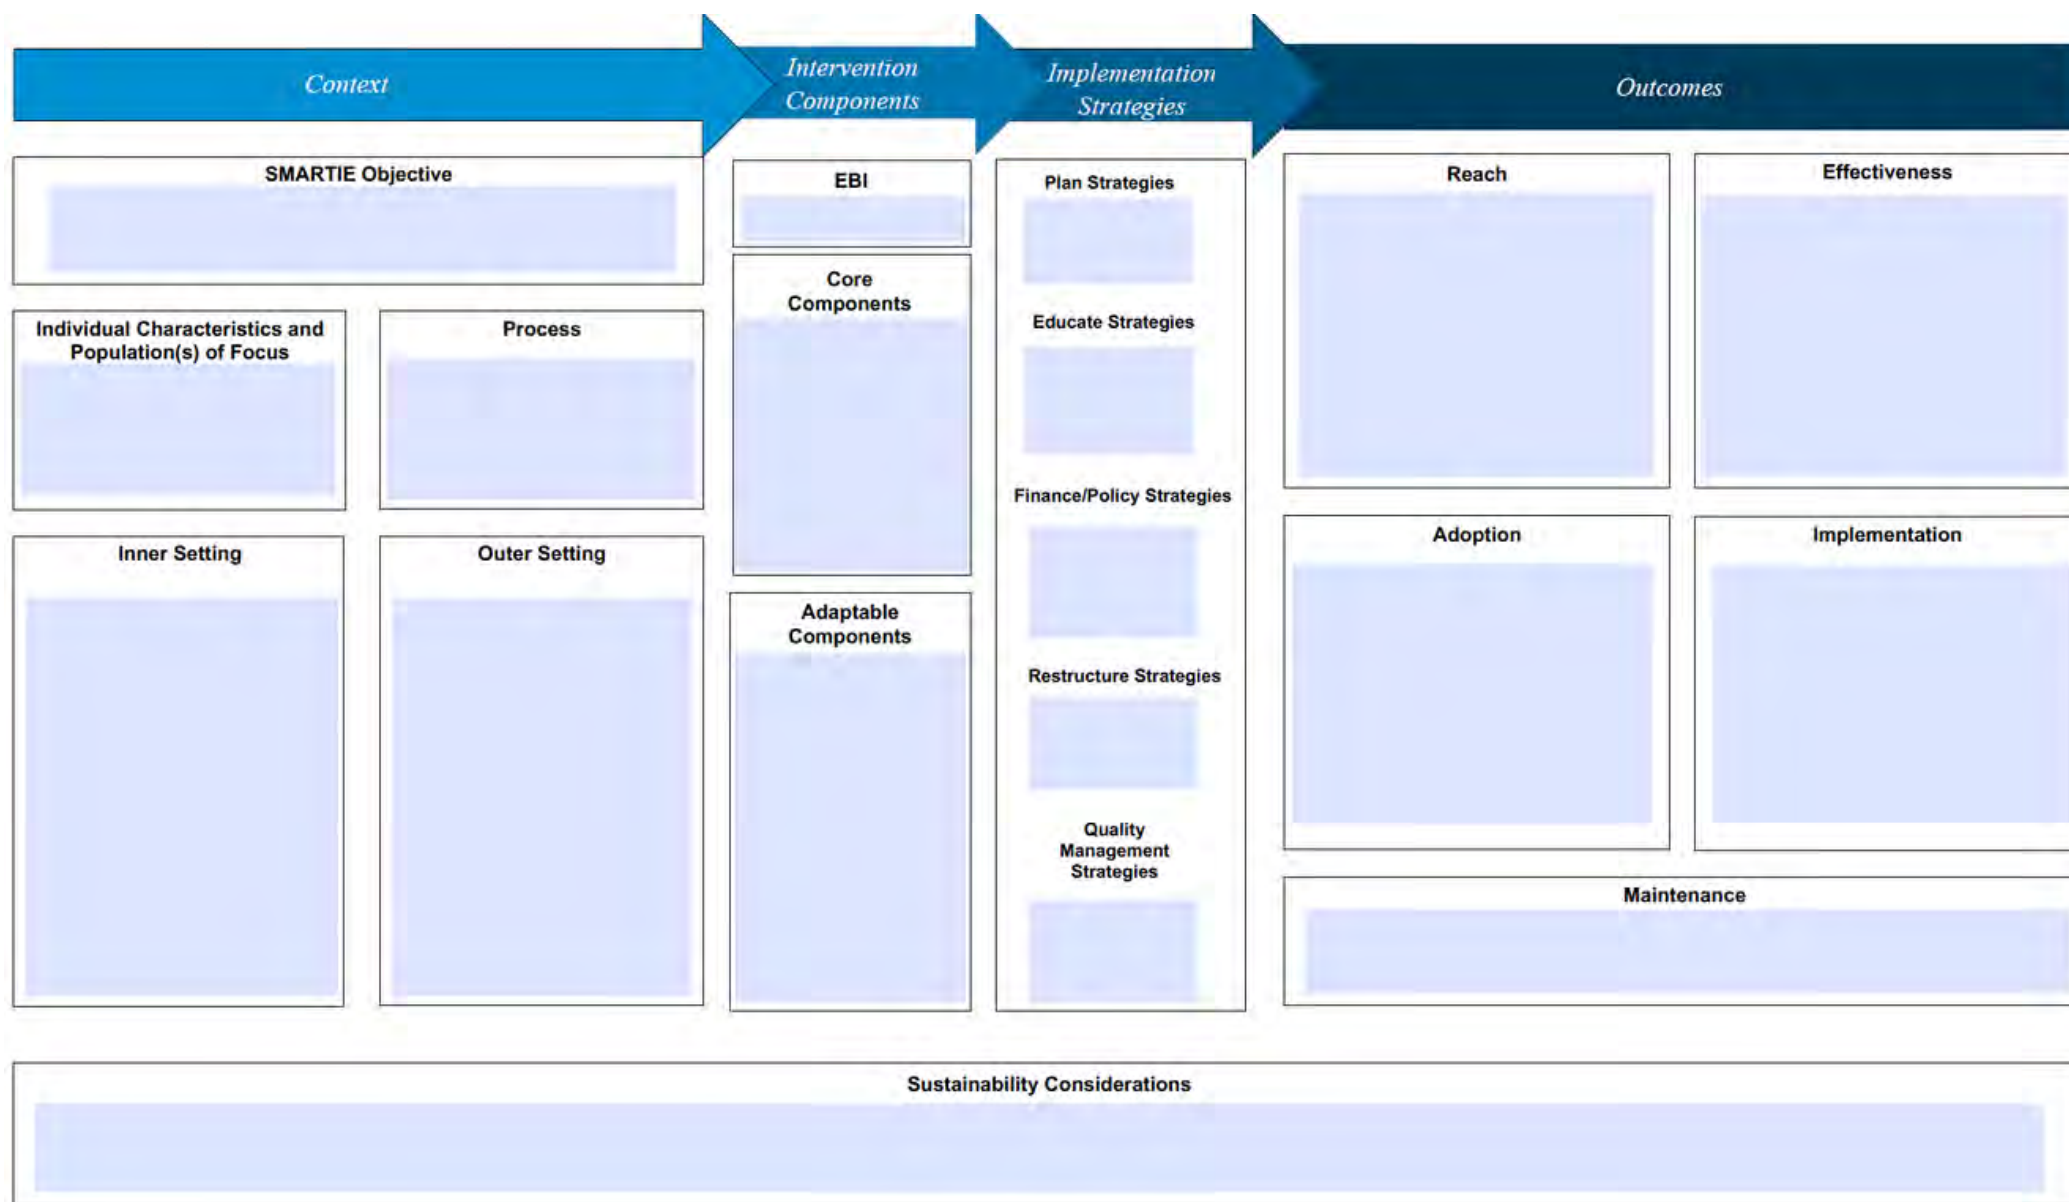 Context
Intervention
Components
Implementation
Strategies
Outcomes
SMARTIE Objective
Individual Characteristics and
Population(s) of Focus
Process
Inner Setting
Outer Setting
EBI
Core
Components
Adaptable
Components
Plan Strategies
Educate Strategies
Finance/Policy Strategies
Restructure Strategies
Quality
Management
Strategies
Reach
Effectiveness
Adoption
Implementation
Maintenance
Sustainability Considerations